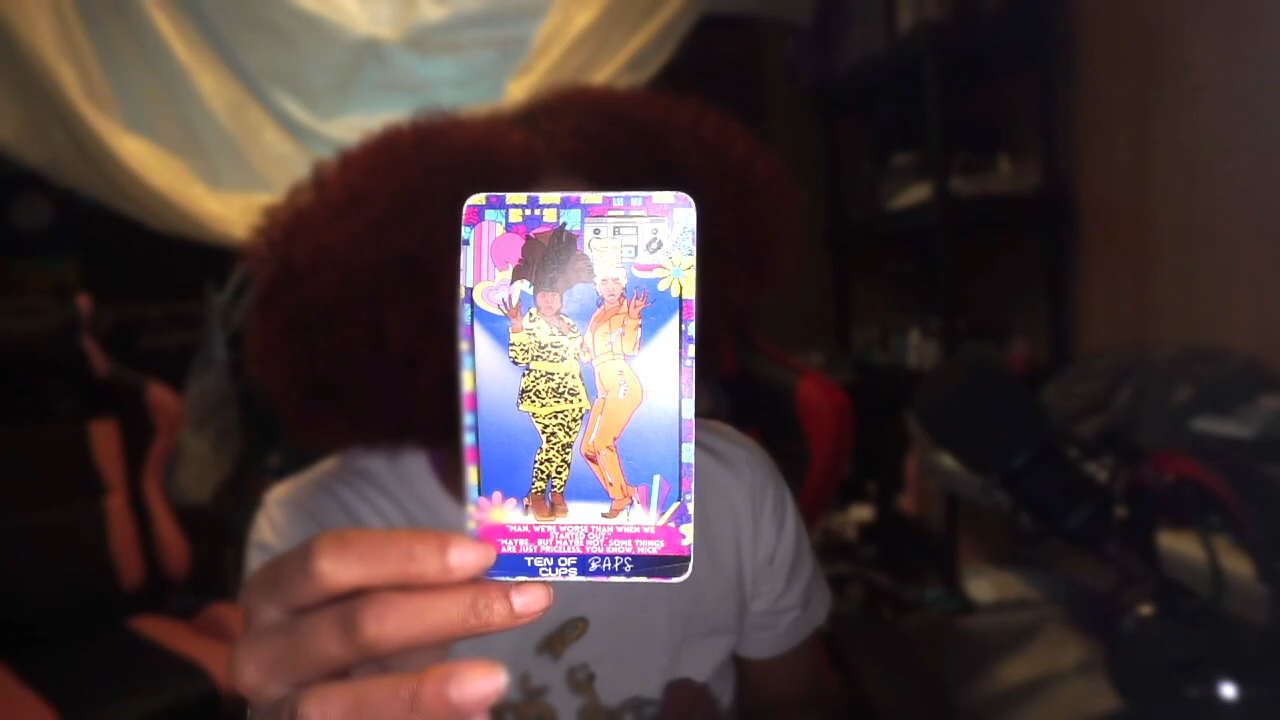 "MAN, WE'RE WORSE THAN WHEN WE
STARTED OUT"
"MAYBE... BUT MAYBE NOT. SOME THINGS
ARE JUST PRICELESS, YOU KNOW, MICK"
TEN OF
CUPS
BAPS